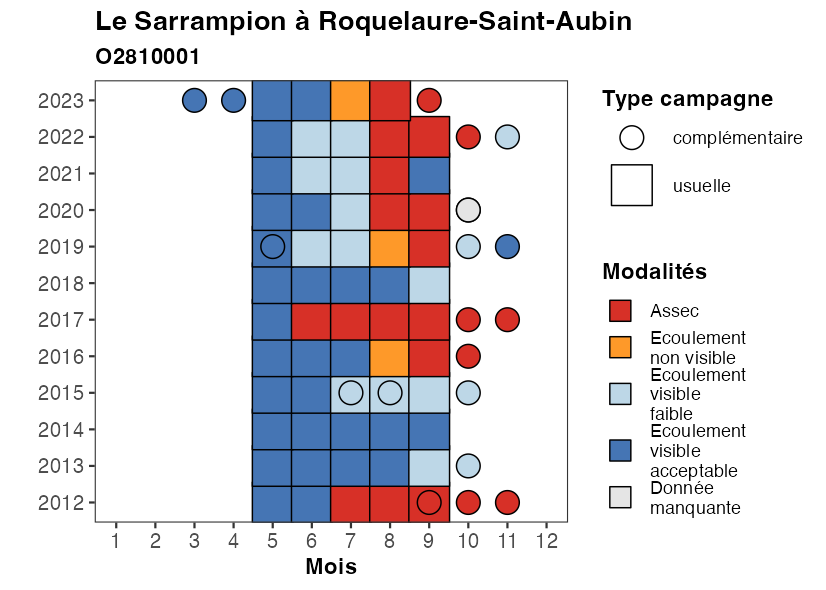 Le Sarrampion à Roquelaure-Saint-Aubin
O2810001
2023
2022
2021
2020
2019
2018
2017
2016
2015
2014
2013
2012
1 2 3 4 5 6 7 8 9 10 11 12
Mois
Type campagne
complémentaire
usuelle
Modalités
Assec
Ecoulement
non visible
Ecoulement
visible
faible
Ecoulement
visible
acceptable
Donnée
manquante